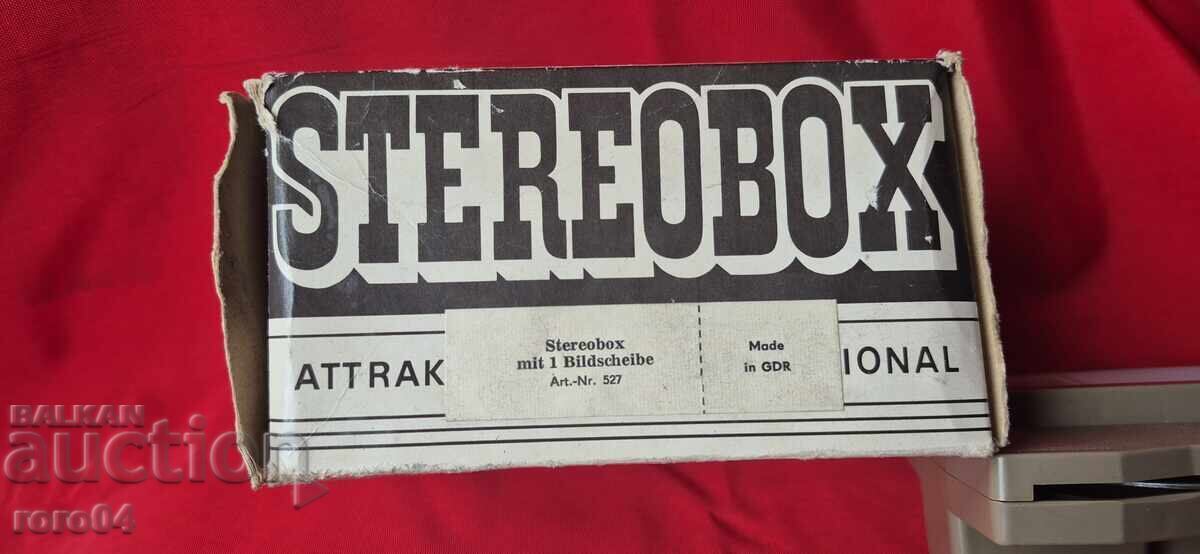 STEREOBOX
ATTRAK
Stereobox
mit 1 Bildscheibe
Art.-Nr. 527
Made
in GDR
IONAL
BALKAN
auction
roro04